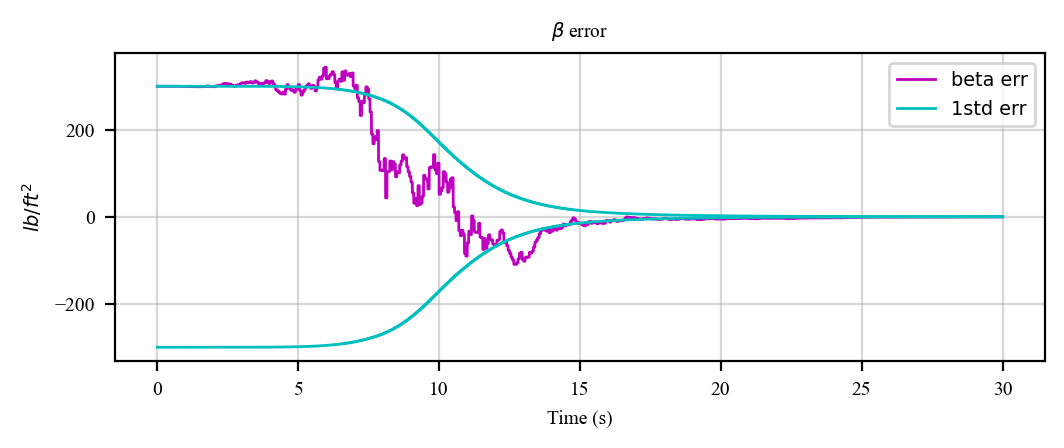 β error
beta err
1std err
200
0
−200
lb/ft²
0 5 10 15 20 25 30
Time (s)